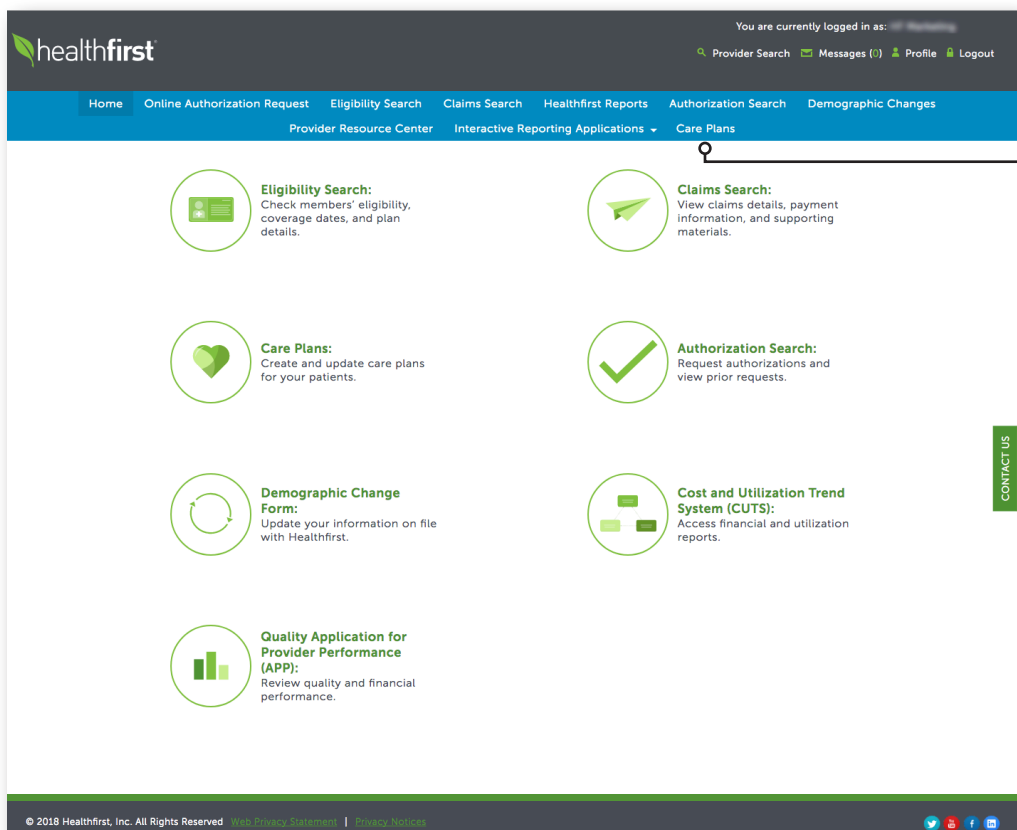 You are currently logged in as:
healthfirst
Provider Search Messages (0) Profile Logout
Home Online Authorization Request Eligibility Search Claims Search Healthfirst Reports Authorization Search Demographic Changes
Provider Resource Center Interactive Reporting Applications Care Plans
Eligibility Search:
Check members' eligibility,
coverage dates, and plan
details.
Claims Search:
View claims details, payment
information, and supporting
materials.
Care Plans:
Create and update care plans
for your patients.
Authorization Search:
Request authorizations and
view prior requests.
Demographic Change
Form:
Update your information on file
with Healthfirst.
Cost and Utilization Trend
System (CUTS):
Access financial and utilization
reports.
Quality Application for
Provider Performance
(APP):
Review quality and financial
performance.
CONTACT US
© 2018 Healthfirst, Inc. All Rights Reserved Web Privacy Statement | Privacy Notices